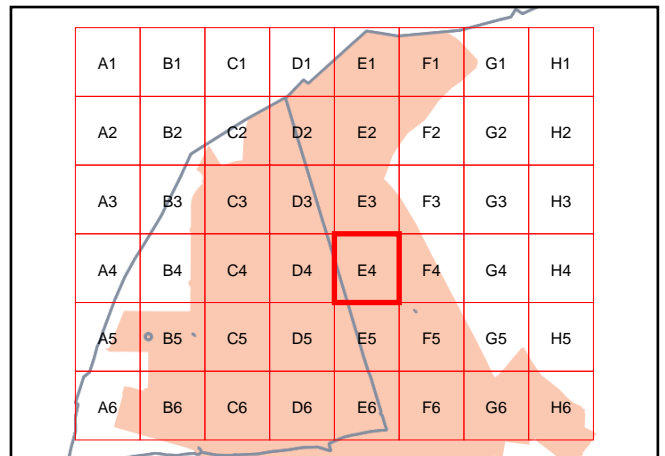 A1 B1 C1 D1 E1 F1 G1 H1
A2 B2 C2 D2 E2 F2 G2 H2
A3 B3 C3 D3 E3 F3 G3 H3
A4 B4 C4 D4 E4 F4 G4 H4
A5 B5 C5 D5 E5 F5 G5 H5
A6 B6 C6 D6 E6 F6 G6 H6